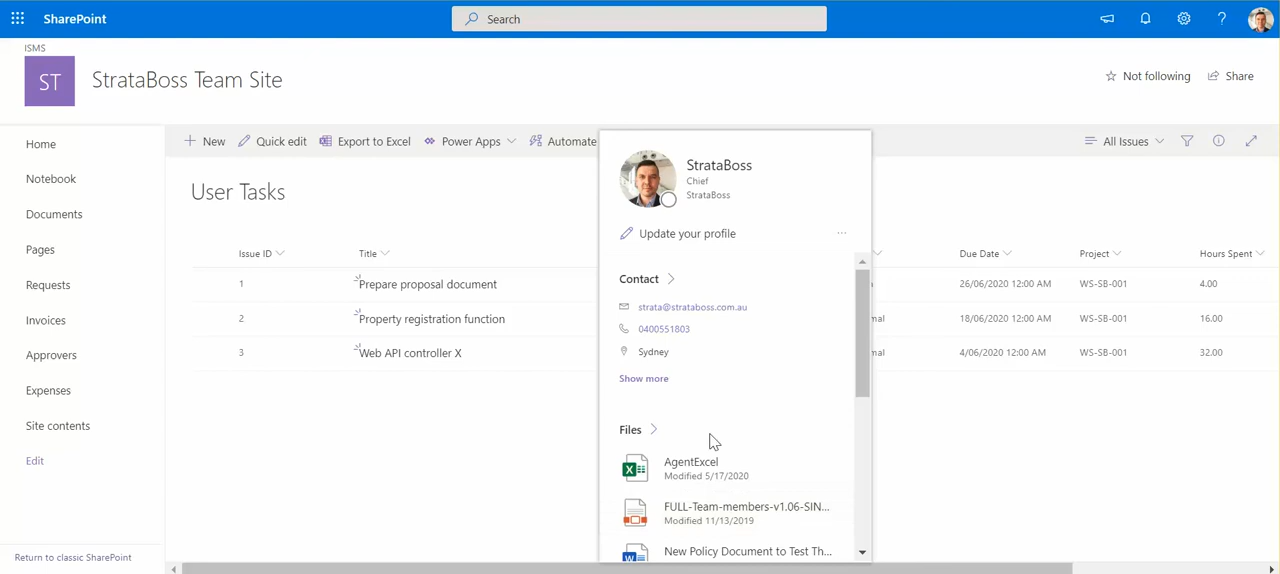 SharePoint
Search
ISMS
ST
StrataBoss Team Site
Not following
Share
Home
Notebook
Documents
Pages
Requests
Invoices
Approvers
Expenses
Site contents
Edit
Return to classic SharePoint
New
Quick edit
Export to Excel
Power Apps
Automate
All Issues
User Tasks
Issue ID
Title
Due Date
Project
Hours Spent
1
Prepare proposal document
26/06/2020 12:00 AM
WS-SB-001
4.00
2
Property registration function
mal
18/06/2020 12:00 AM
WS-SB-001
16.00
3
Web API controller X
mal
4/06/2020 12:00 AM
WS-SB-001
32.00
StrataBoss
Chief
StrataBoss
Update your profile
...
Contact
strata@strataboss.com.au
0400551803
Sydney
Show more
Files
AgentExcel
Modified 5/17/2020
FULL-Team-members-v1.06-SIN...
Modified 11/13/2019
New Policy Document to Test Th...